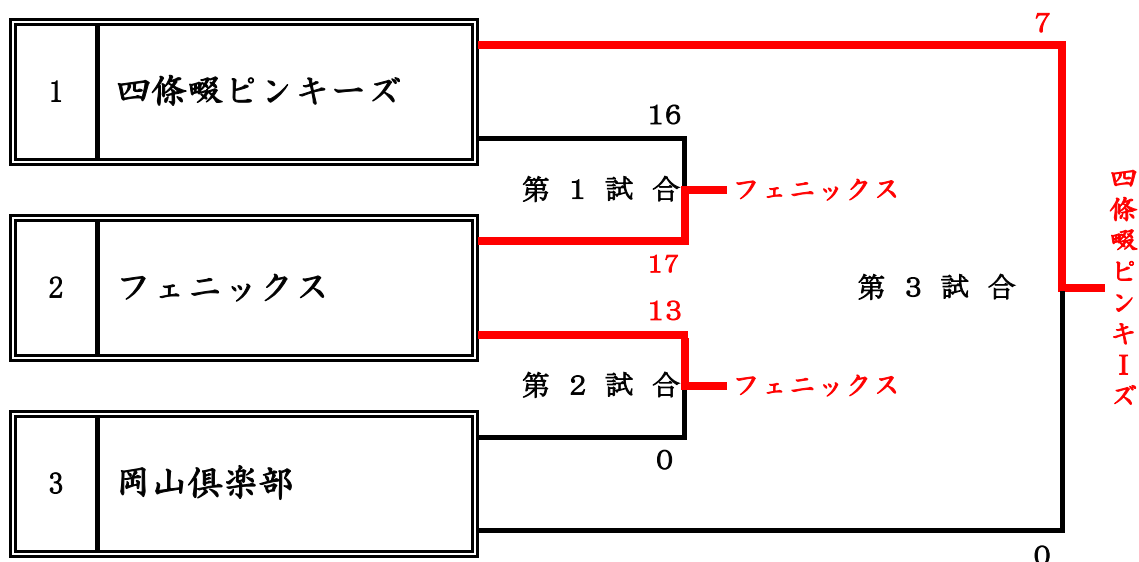 7
1 四條畷ピンキーズ
16
第1試合 フェニックス
17
2 フェニックス
第3試合
四條畷ピンキーズ
13
第2試合 フェニックス
0
3 岡山倶楽部
0